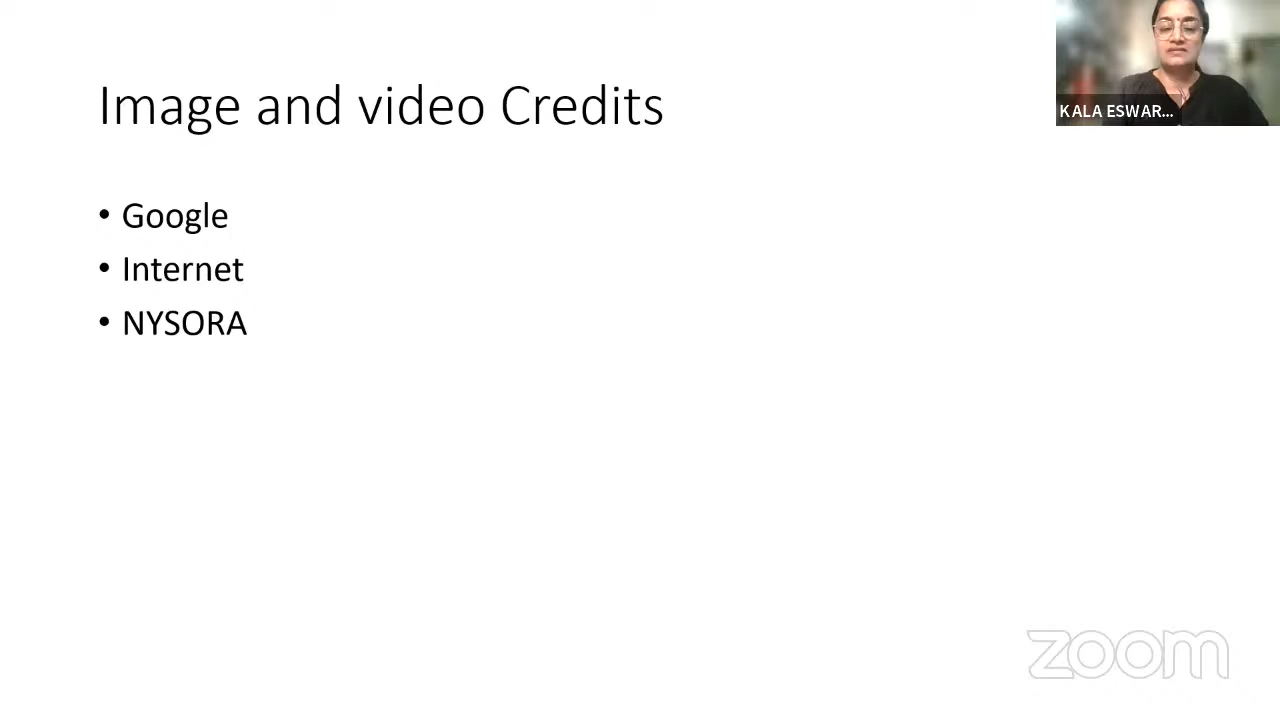 Image and video Credits
KALA ESWAR...
• Google
• Internet
• NYSORA
zoom